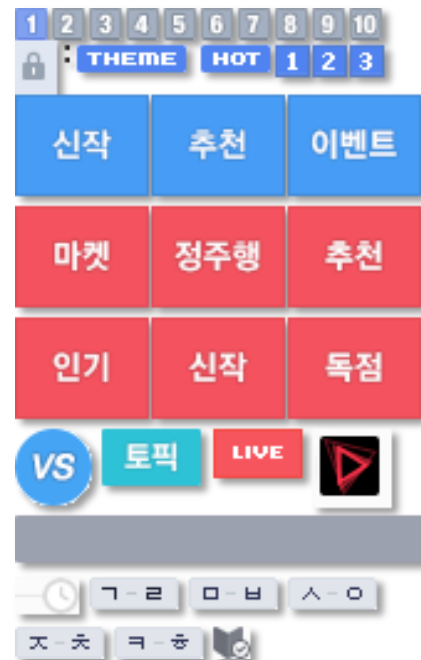 1 2 3 4 5 6 7 8 9 10
: THEME HOT 1 2 3
신작 추천 이벤트
마켓 정주행 추천
인기 신작 독점
VS 토픽 LIVE
ㄱ-ㄹ ㅁ-ㅂ ㅅ-ㅇ
ㅈ-ㅊ ㅋ-ㅎ